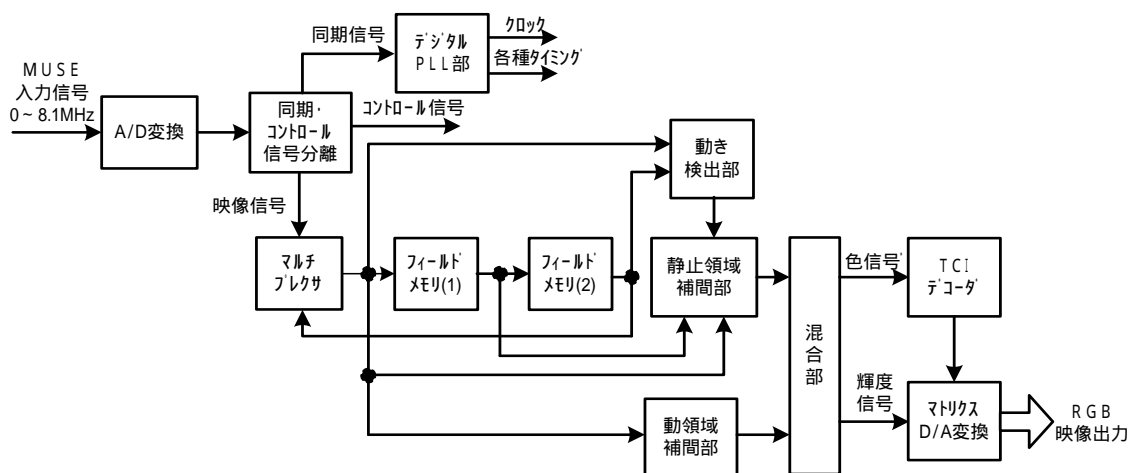 MUSE
入力信号
0~8.1MHz
A/D変換
同期・
ｺﾝﾄﾛｰﾙ
信号分離
同期信号
ﾃﾞｼﾞﾀﾙ
PLL部
ｸﾛｯｸ
各種ﾀｲﾐﾝｸﾞ
ｺﾝﾄﾛｰﾙ信号
映像信号
動き
検出部
ﾏﾙﾁ
ﾌﾟﾚｸｻ
ﾌｨｰﾙﾄﾞ
ﾒﾓﾘ(1)
ﾌｨｰﾙﾄﾞ
ﾒﾓﾘ(2)
静止領域
補間部
動領域
補間部
混
合
部
色信号
TCI
ﾃﾞｺｰﾀﾞ
輝度
信号
ﾏﾄﾘｸｽ
D/A変換
RGB
映像出力